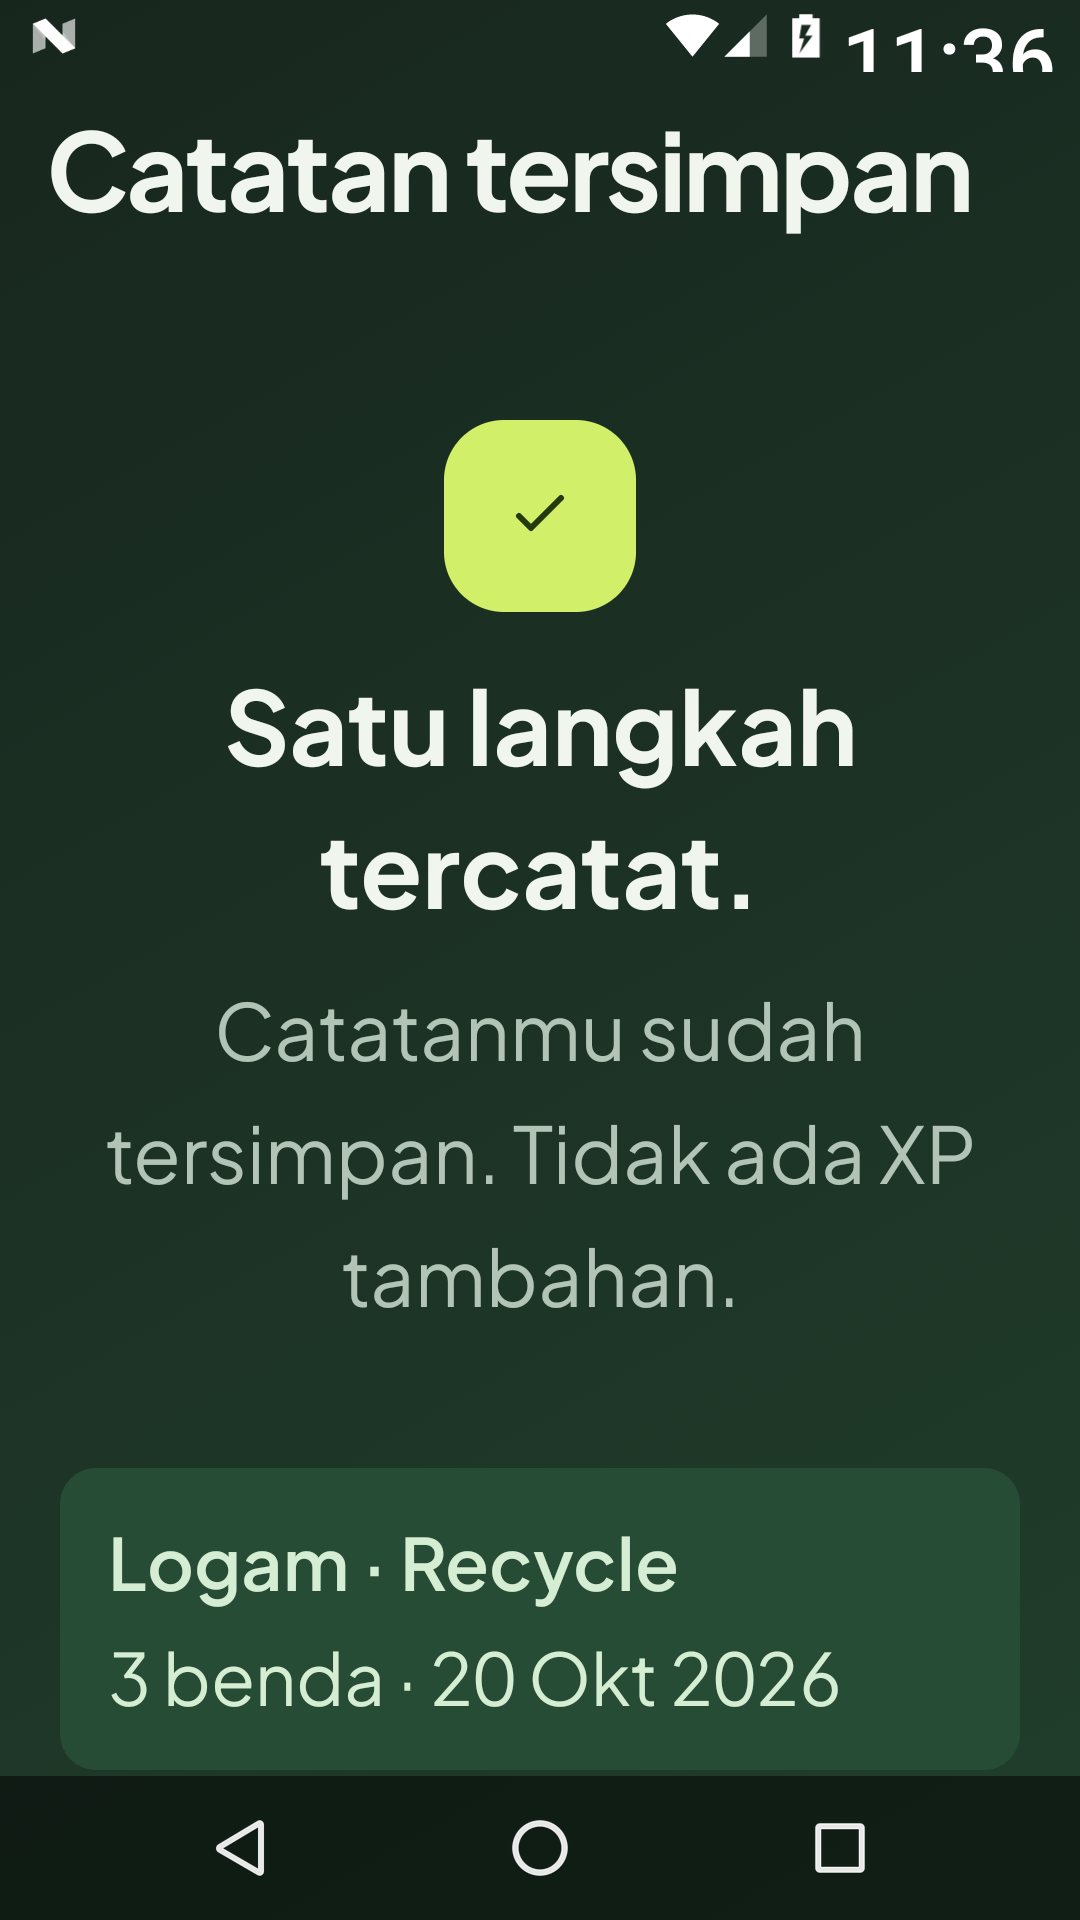 11:36
Catatan tersimpan
Satu langkah
tercatat.
Catatanmu sudah
tersimpan. Tidak ada XP
tambahan.
Logam · Recycle
3 benda · 20 Okt 2026